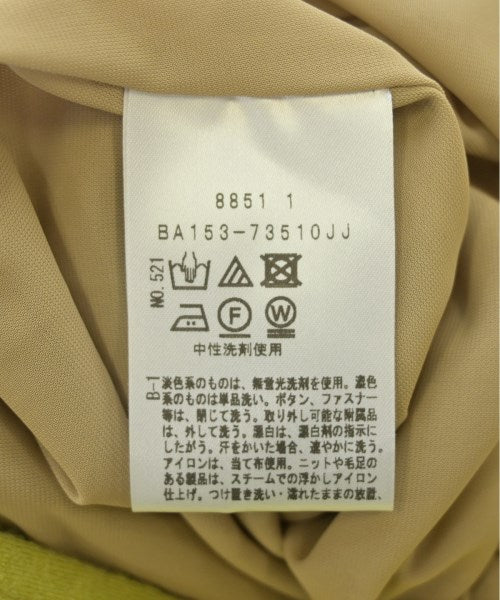 8851 1
BA153-73510JJ
NO.521
F
W
中性洗剤使用
B-1
淡色系のものは、無蛍光洗剤を使用。濃色
系のものは単品洗い。ボタン、ファスナー
等は、閉じて洗う。取り外し可能な附属品
は、外して洗う。漂白は、漂白剤の指示に
したがう。汗をかいた場合、速やかに洗う。
アイロンは、当て布使用。ニットや毛足の
ある製品は、スチームでの浮かしアイロン
仕上げ。つけ置き洗い・濡れたままの放置、